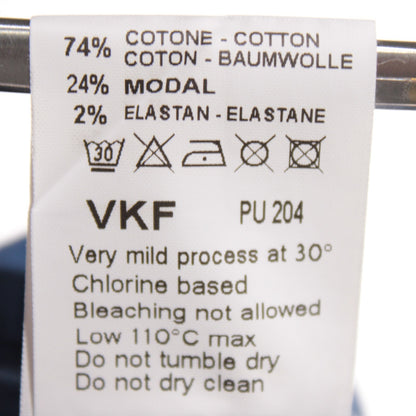 74% COTONE - COTTON
COTON - BAUMWOLLE
24% MODAL
2% ELASTAN - ELASTANE
30
VKF PU 204
Very mild process at 30°
Chlorine based
Bleaching not allowed
Low 110°C max
Do not tumble dry
Do not dry clean